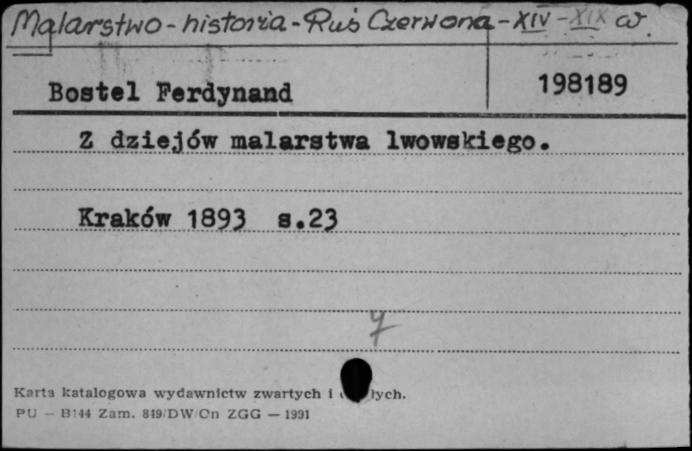 Malarstwo - historia - Ruś Czerwona - XIV - XIX w.
Bostel Ferdynand
198189
Z dziejów malarstwa lwowskiego.
Kraków 1893 s.23
Karta katalogowa wydawnictw zwartych i
PU - B144 Zam. 849/DW/On ZGG - 1991